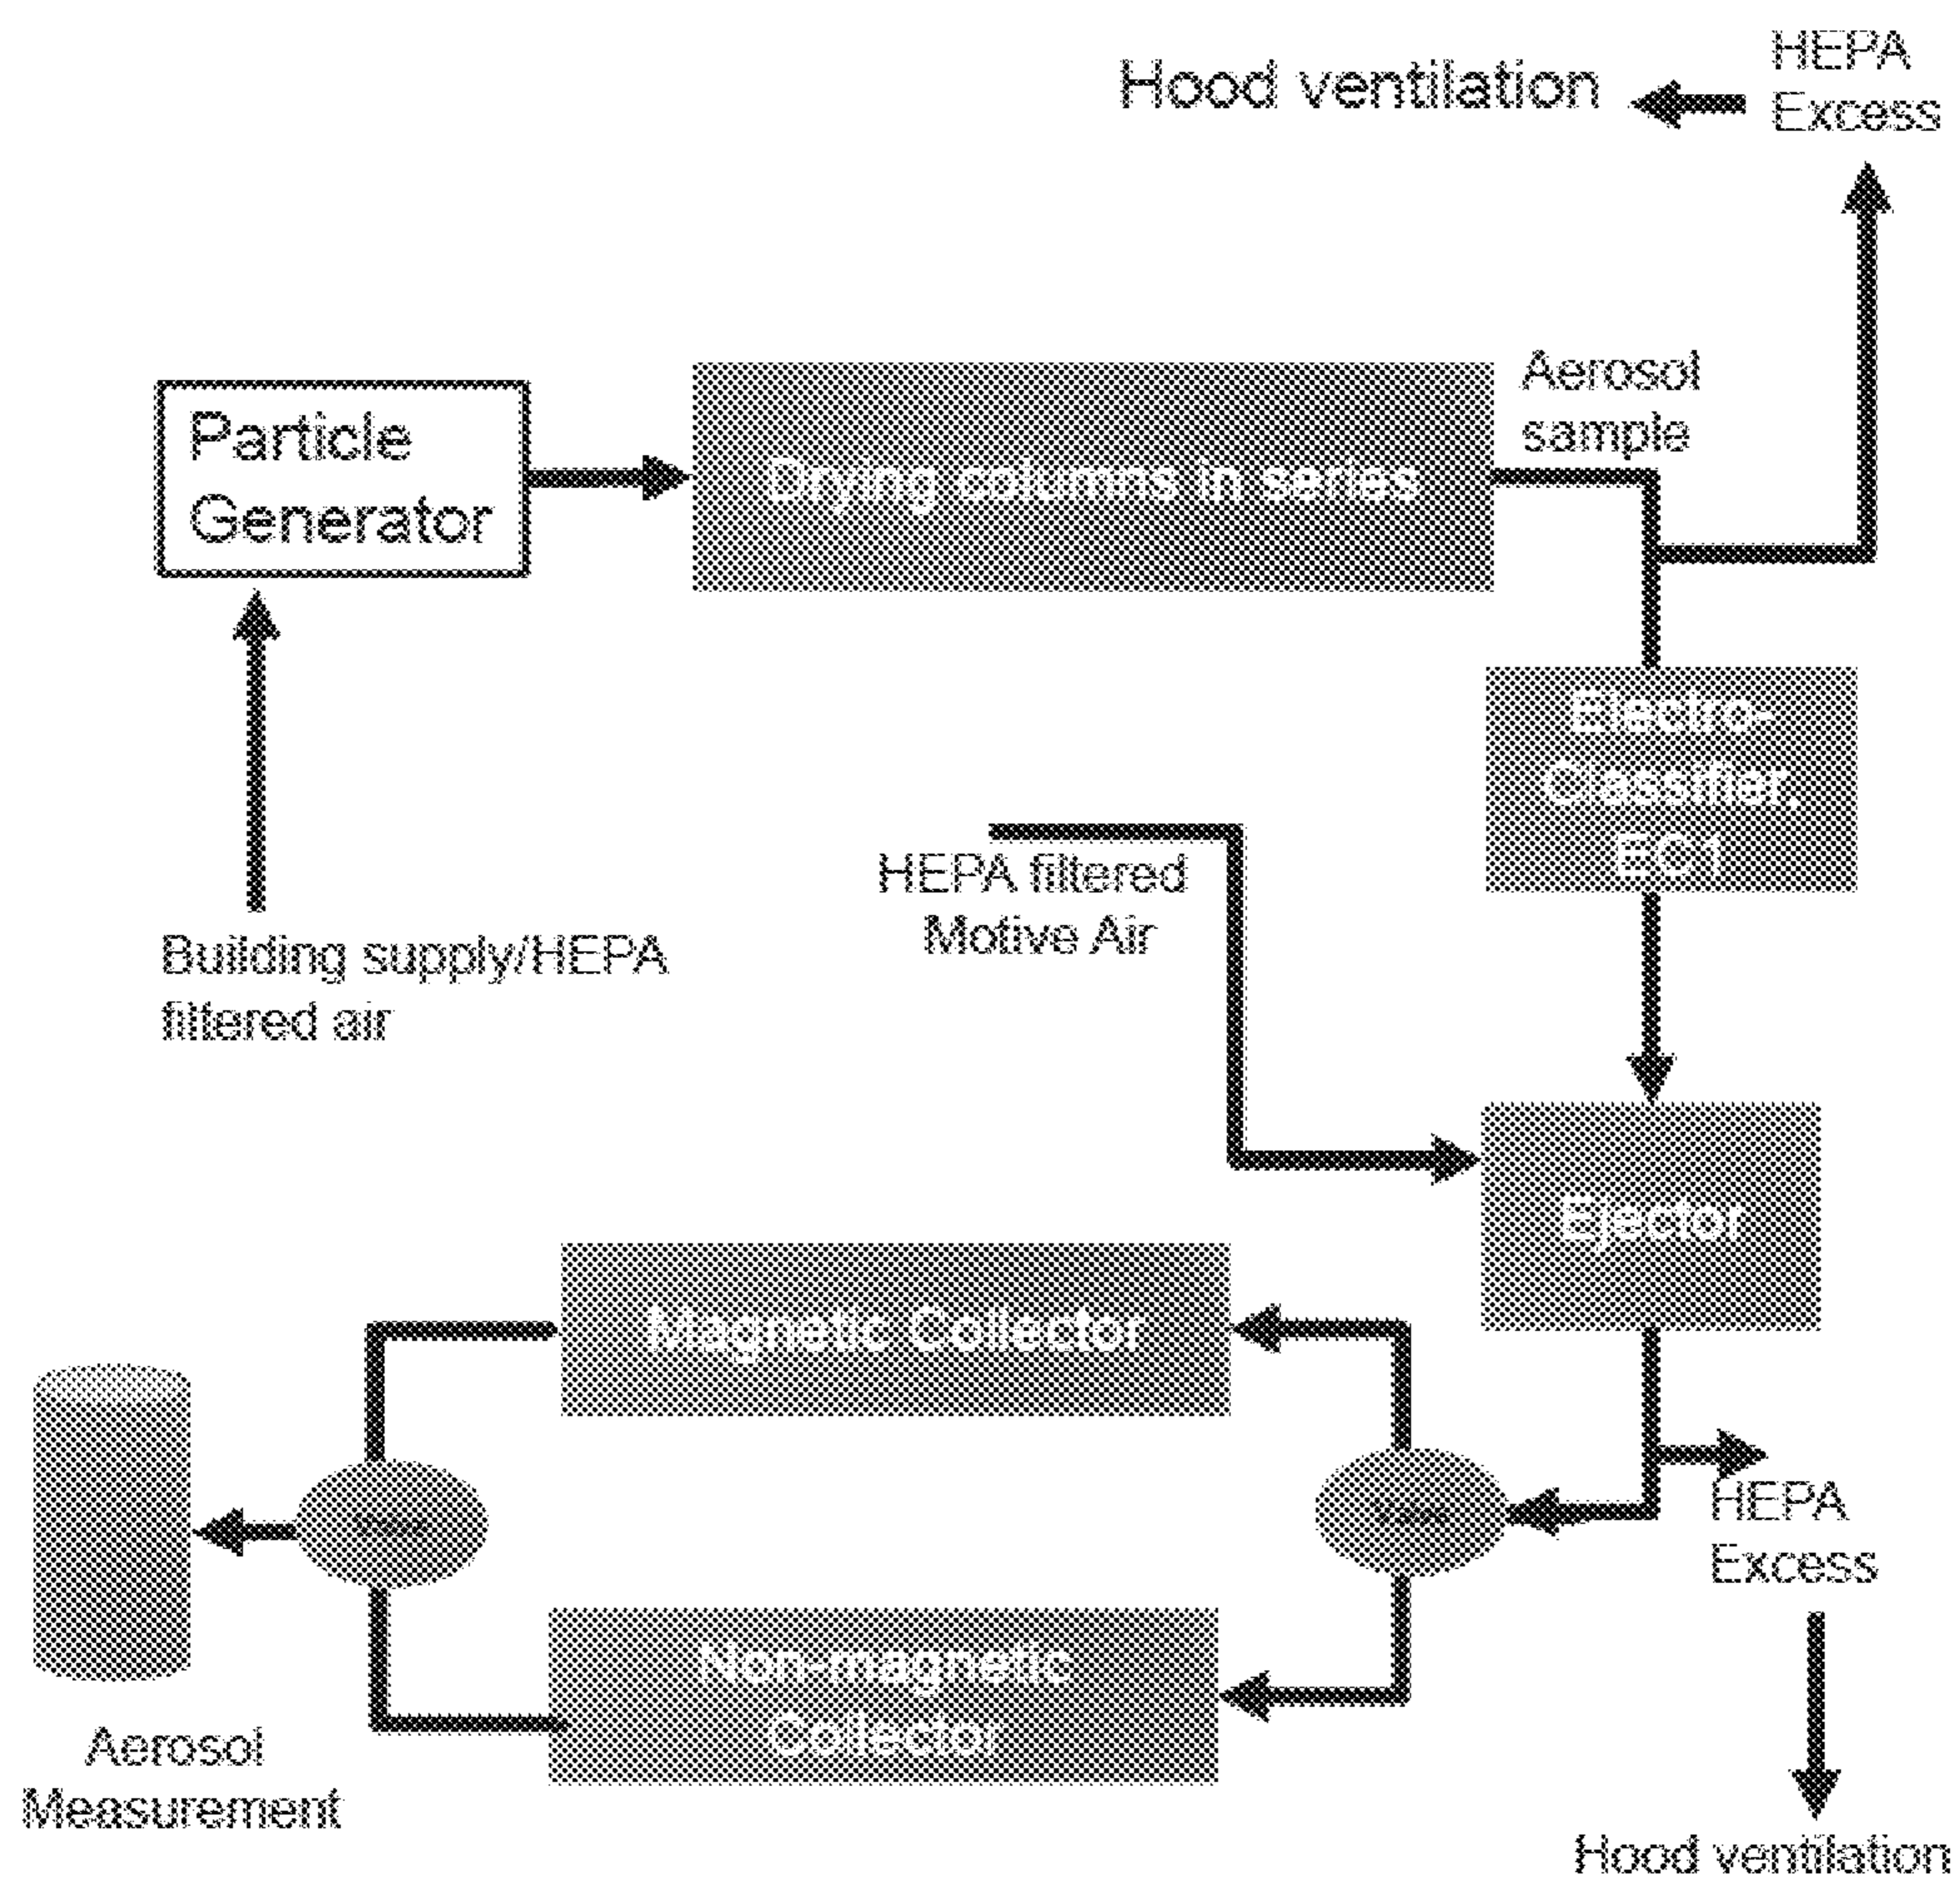 HEPA
Excess
Hood ventilation
Aerosol
sample
Particle
Generator
Drying columns in series
Electro-
Classifier,
EC1
HEPA filtered
Motive Air
Building supply/HEPA
filtered air
Ejector
Magnetic Collector
HEPA
Excess
Non-magnetic
Collector
Aerosol
Measurement
Hood ventilation